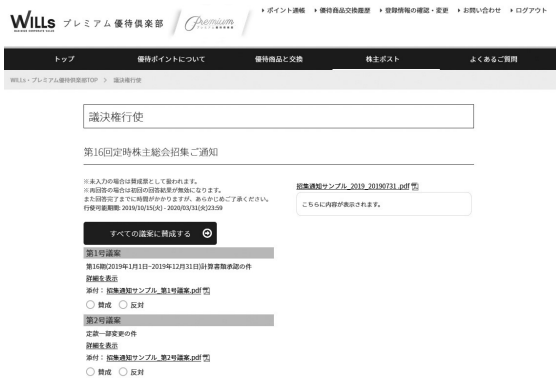 WILLs プレミアム優待倶楽部 Premium
ポイント通帳 優待商品交換履歴 登録情報の確認・変更 お問い合わせ ログアウト
トップ 優待ポイントについて 優待商品と交換 株主ポスト よくあるご質問
WILLs・プレミアム優待倶楽部TOP > 議決権行使
議決権行使
第16回定時株主総会招集ご通知
※未入力の場合は賛成票として扱われます。
※再回答の場合は初回の回答結果が無効になります。
また回答完了までに時間がかかりますが、あらかじめご了承ください。
行使可能期間: 2019/10/15(火) - 2020/03/31(火)23:59
招集通知サンプル_2019_20190731 .pdf
こちらに内容が表示されます。
すべての議案に賛成する
第1号議案
第16期(2019年1月1日~2019年12月31日)計算書類承認の件
詳細を表示
添付: 招集通知サンプル_第1号議案.pdf
賛成 反対
第2号議案
定款一部変更の件
詳細を表示
添付: 招集通知サンプル_第2号議案.pdf
賛成 反対